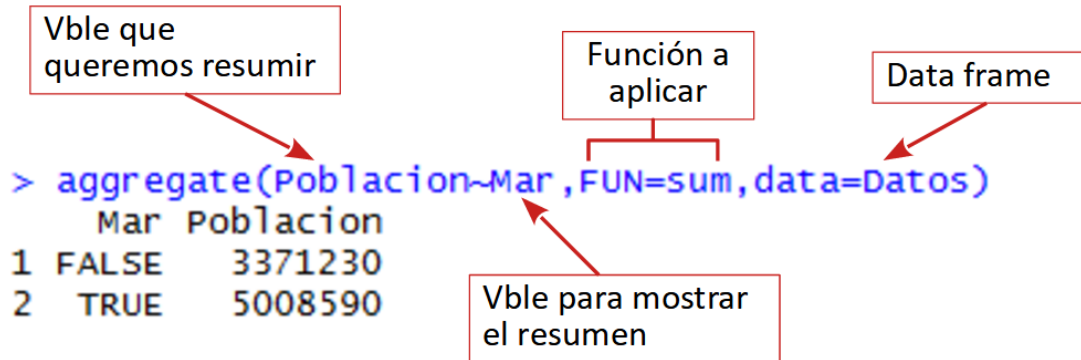 Vble que
queremos resumir
Función a
aplicar
Data frame
> aggregate(Poblacion~Mar,FUN=sum,data=Datos)
Mar Poblacion
1 FALSE 3371230
2 TRUE 5008590
Vble para mostrar
el resumen